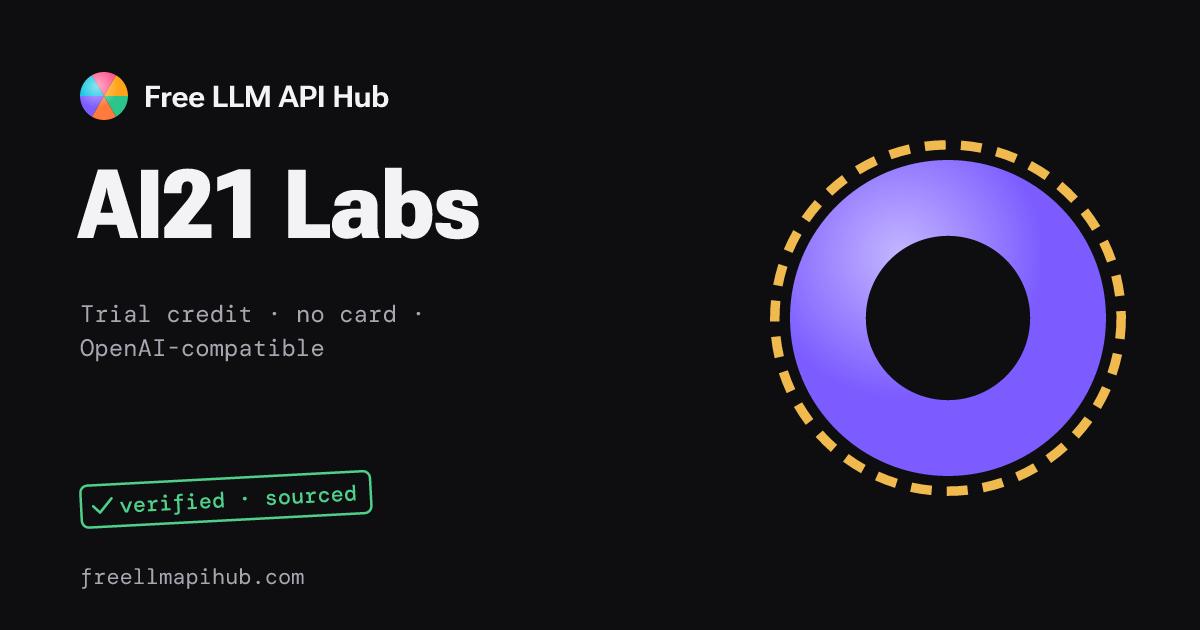 Free LLM API Hub
AI21 Labs
Trial credit · no card ·
OpenAI-compatible
verified · sourced
freellmapihub.com